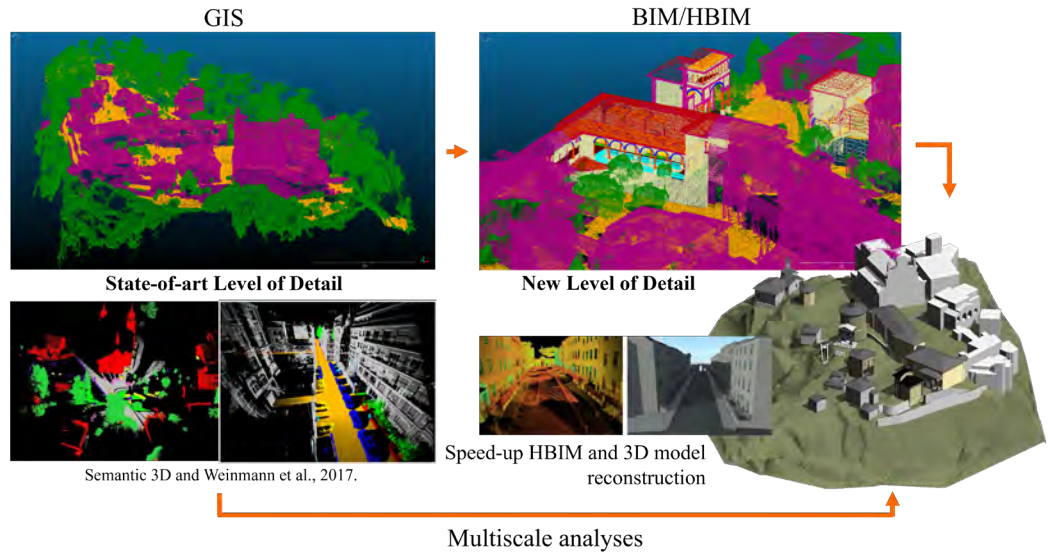 GIS
BIM/HBIM
State-of-art Level of Detail
New Level of Detail
Semantic 3D and Weinmann et al., 2017.
Speed-up HBIM and 3D model
reconstruction
Multiscale analyses